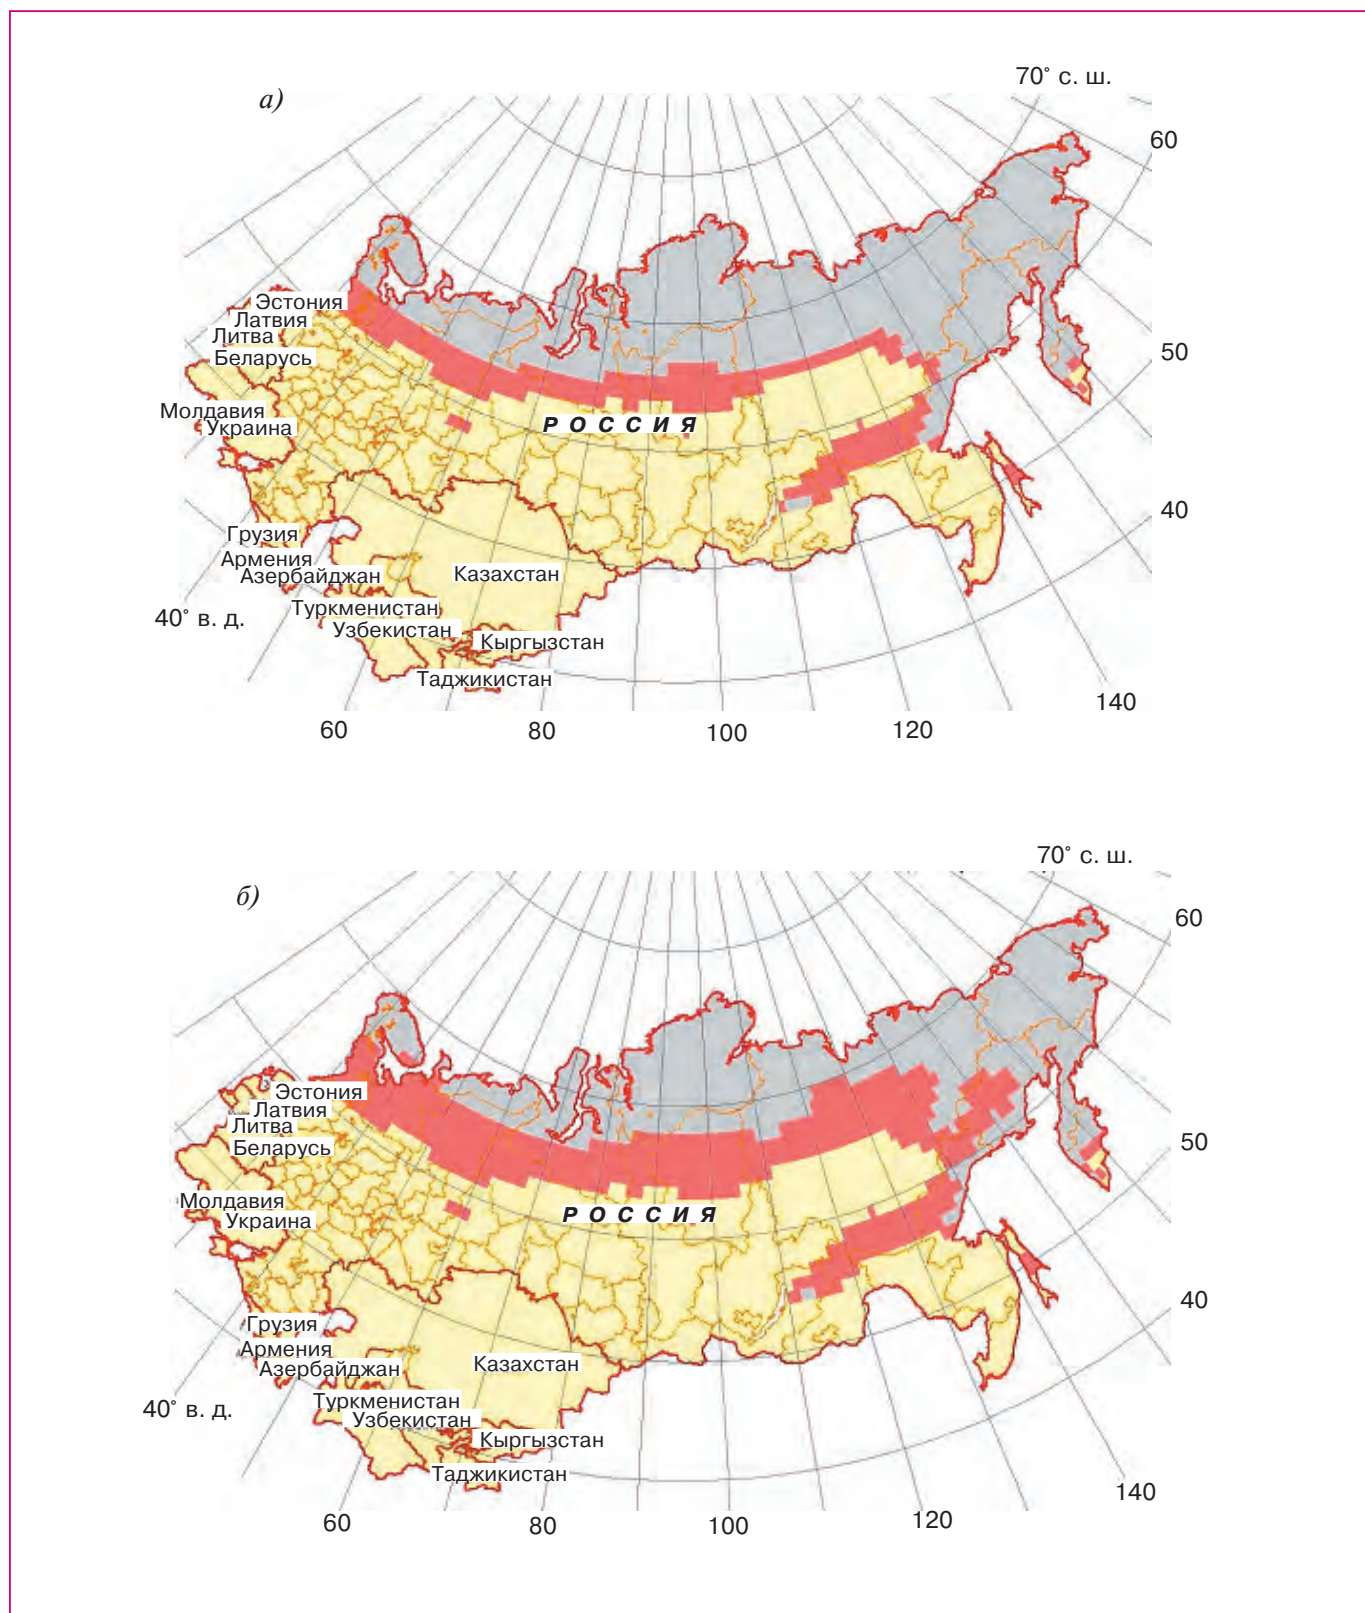 70˚ с. ш.
а)
60
Эстония
Латвия
Литва
50
Беларусь
Молдавия
РОССИЯ
Украина
40
Грузия
Армения
Азербайджан
Казахстан
Туркменистан
40˚ в. д.
Узбекистан
Кыргызстан
Таджикистан
140
60
80
100
120
70˚ с. ш.
б)
60
Эстония
Латвия
Литва
50
Беларусь
Молдавия
РОССИЯ
Украина
40
Грузия
Армения
Казахстан
Азербайджан
Туркменистан
40˚ в. д.
Узбекистан
Кыргызстан
Таджикистан
140
60
80
100
120